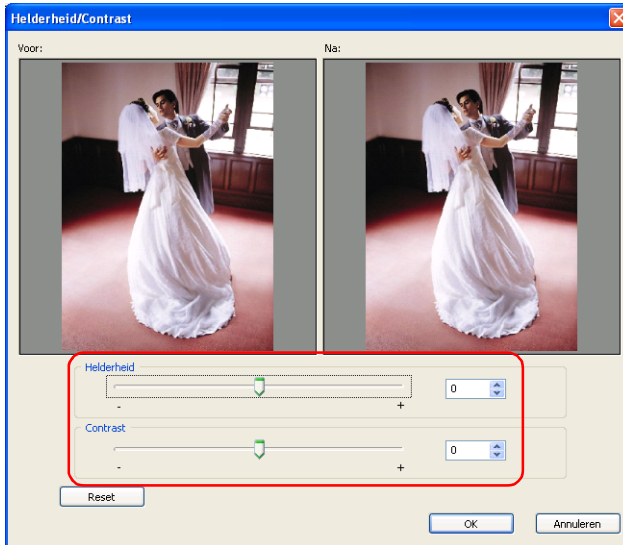 Helderheid/Contrast
Voor:
Na:
Helderheid
0
- +
Contrast
0
- +
Reset
OK Annuleren